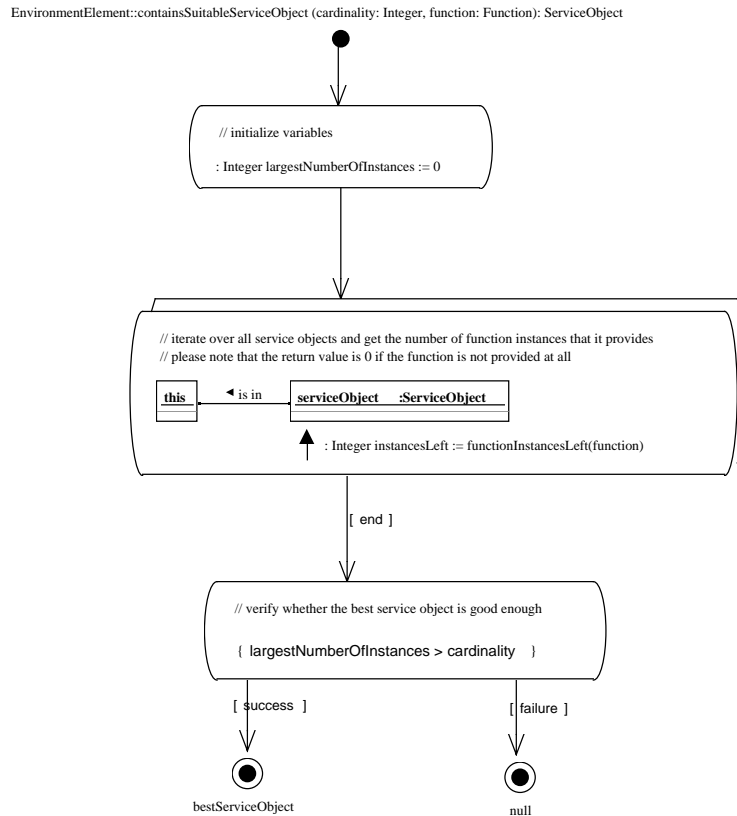 EnvironmentElement::containsSuitableServiceObject (cardinality: Integer, function: Function): ServiceObject
// initialize variables
: Integer largestNumberOfInstances := 0
// iterate over all service objects and get the number of function instances that it provides
// please note that the return value is 0 if the function is not provided at all
this ◄ is in serviceObject :ServiceObject
: Integer instancesLeft := functionInstancesLeft(function)
[ end ]
// verify whether the best service object is good enough
{ largestNumberOfInstances > cardinality }
[ success ] [ failure ]
bestServiceObject null